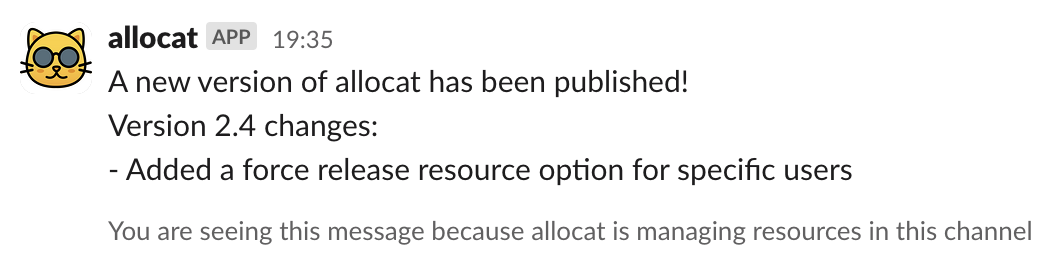 allocat APP 19:35
A new version of allocat has been published!
Version 2.4 changes:
- Added a force release resource option for specific users
You are seeing this message because allocat is managing resources in this channel